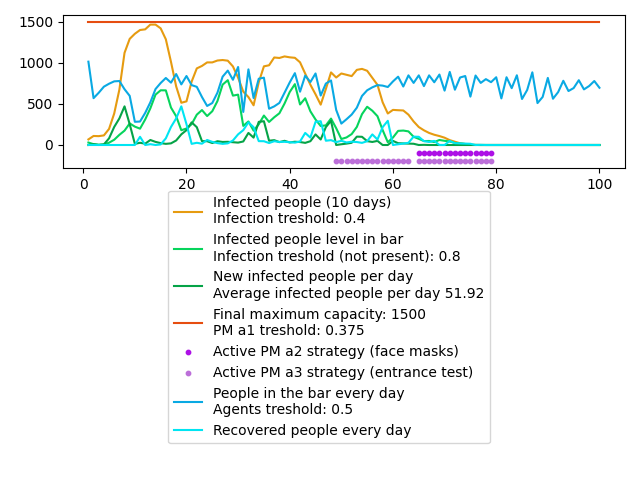 1500
1000
500
0
0
20
40
60
80
100
Infected people (10 days)
Infection treshold: 0.4
Infected people level in bar
Infection treshold (not present): 0.8
New infected people per day
Average infected people per day 51.92
Final maximum capacity: 1500
PM a1 treshold: 0.375
Active PM a2 strategy (face masks)
Active PM a3 strategy (entrance test)
People in the bar every day
Agents treshold: 0.5
Recovered people every day